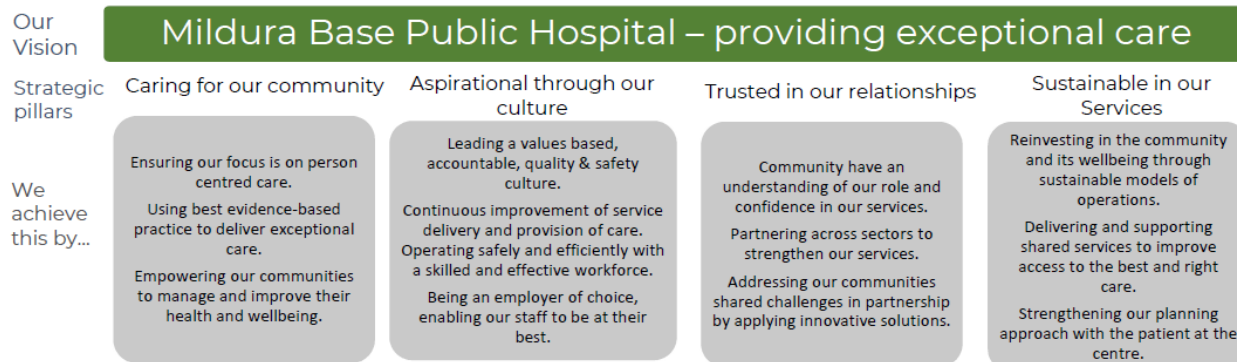 Our
Vision
Mildura Base Public Hospital – providing exceptional care
Strategic
pillars
Caring for our community
Aspirational through our
culture
Trusted in our relationships
Sustainable in our
Services
We
achieve
this by...
Ensuring our focus is on person
centred care.
Using best evidence-based
practice to deliver exceptional
care.
Empowering our communities
to manage and improve their
health and wellbeing.
Leading a values based,
accountable, quality & safety
culture.
Continuous improvement of service
delivery and provision of care.
Operating safely and efficiently with
a skilled and effective workforce.
Being an employer of choice,
enabling our staff to be at their
best.
Community have an
understanding of our role and
confidence in our services.
Partnering across sectors to
strengthen our services.
Addressing our communities
shared challenges in partnership
by applying innovative solutions.
Reinvesting in the community
and its wellbeing through
sustainable models of
operations.
Delivering and supporting
shared services to improve
access to the best and right
care.
Strengthening our planning
approach with the patient at the
centre.